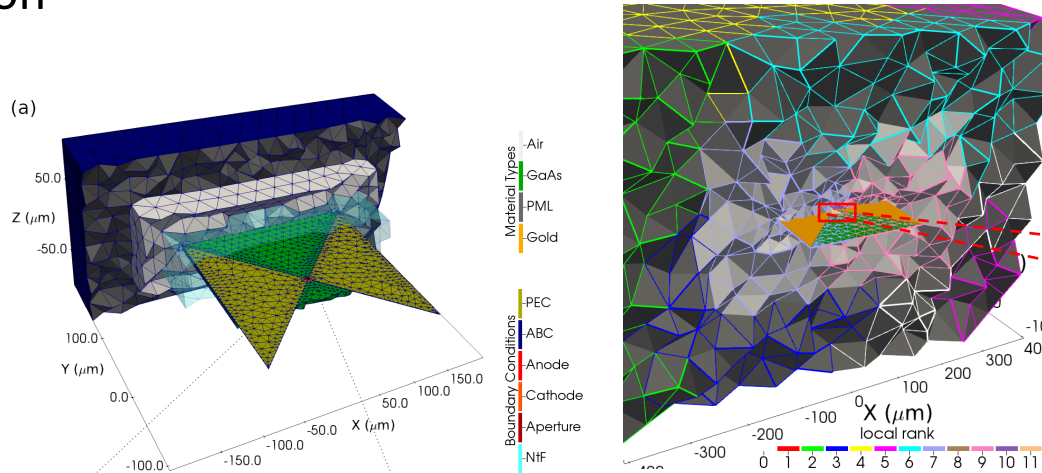 (a)
50.0
Z (μm)
-50.0
100.0
Y (μm)
0.0
-100.0
-150.0
-100.0
-50.0
X (μm)
50.0
100.0
150.0
Material Types
Air
GaAs
PML
Gold
Boundary Conditions
PEC
ABC
Anode
Cathode
Aperture
NtF
-300
-200
-100
0
100
200
300
X (μm)
local rank
0 1 2 3 4 5 6 7 8 9 10 11